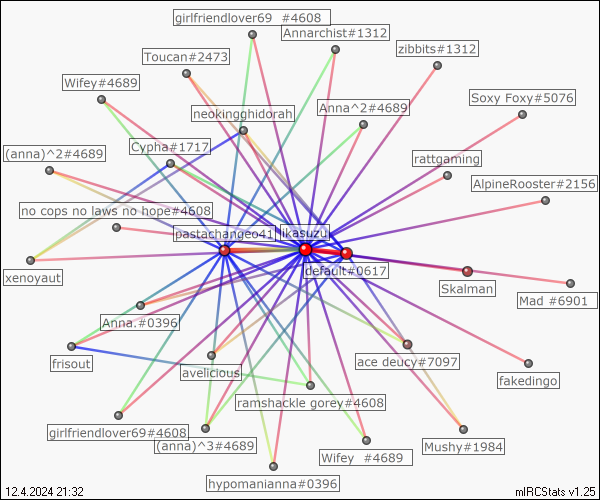 girlfriendlover69  #4608
Annarchist#1312
zibbits#1312
Toucan#2473
Wifey#4689
Soxy Foxy#5076
neokingghidorah
Anna^2#4689
Cypha#1717
(anna)^2#4689
rattgaming
AlpineRooster#2156
no cops no laws no hope#4608
pastachangeo41
ikasuzu
default#0617
xenoyaut
Skalman
Mad #6901
Anna.#0396
frisout
avelicious
ace deucy#7097
fakedingo
ramshackle gorey#4608
girlfriendlover69#4608
(anna)^3#4689
Mushy#1984
Wifey  #4689
hypomanianna#0396
12.4.2024 21:32
mIRCStats v1.25